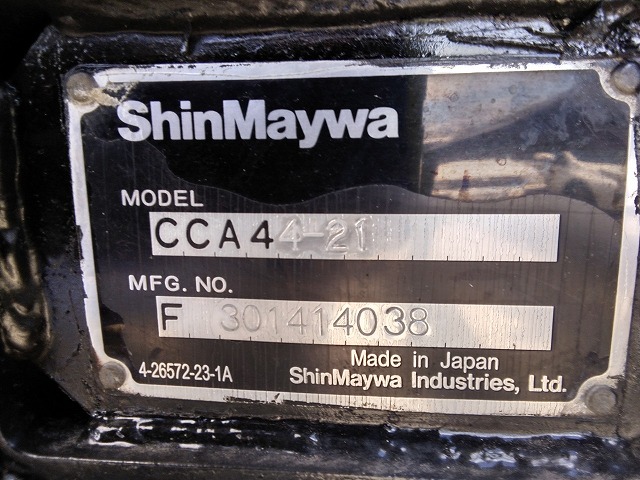 ShinMaywa
MODEL
CCA44-21
MFG. NO.
F 301414038
Made in Japan
4-26572-23-1A
ShinMaywa Industries, Ltd.